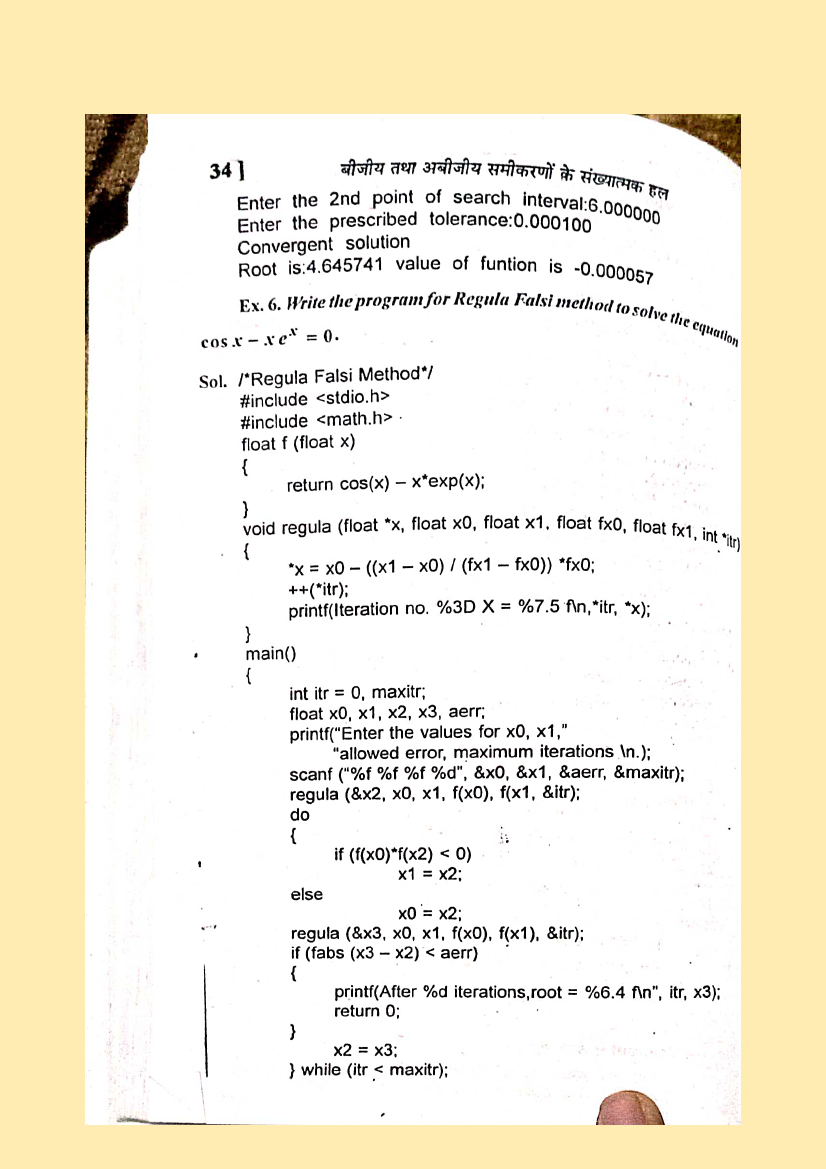 34]
बीजीय तथा अबीजीय समीकरणों के संख्यात्मक हल
Enter the 2nd point of search interval:6.000000
Enter the prescribed tolerance:0.000100
Convergent solution
Root is:4.645741 value of funtion is -0.000057
Ex. 6. Write the program for Regula Falsi method to solve the equation
cos x – x eˣ = 0.
Sol. /*Regula Falsi Method*/
#include <stdio.h>
#include <math.h>
float f (float x)
{
return cos(x) – x*exp(x);
}
void regula (float *x, float x0, float x1, float fx0, float fx1, int *itr)
{
*x = x0 – ((x1 – x0) / (fx1 – fx0)) *fx0;
++(*itr);
printf(Iteration no. %3D X = %7.5 f\n,*itr, *x);
}
main()
{
int itr = 0, maxitr;
float x0, x1, x2, x3, aerr;
printf("Enter the values for x0, x1,"
"allowed error, maximum iterations \n.);
scanf ("%f %f %f %d", &x0, &x1, &aerr, &maxitr);
regula (&x2, x0, x1, f(x0), f(x1, &itr);
do
{
if (f(x0)*f(x2) < 0)
x1 = x2;
else
x0 = x2;
regula (&x3, x0, x1, f(x0), f(x1), &itr);
if (fabs (x3 – x2) < aerr)
{
printf(After %d iterations,root = %6.4 f\n", itr, x3);
return 0;
}
x2 = x3;
} while (itr < maxitr);